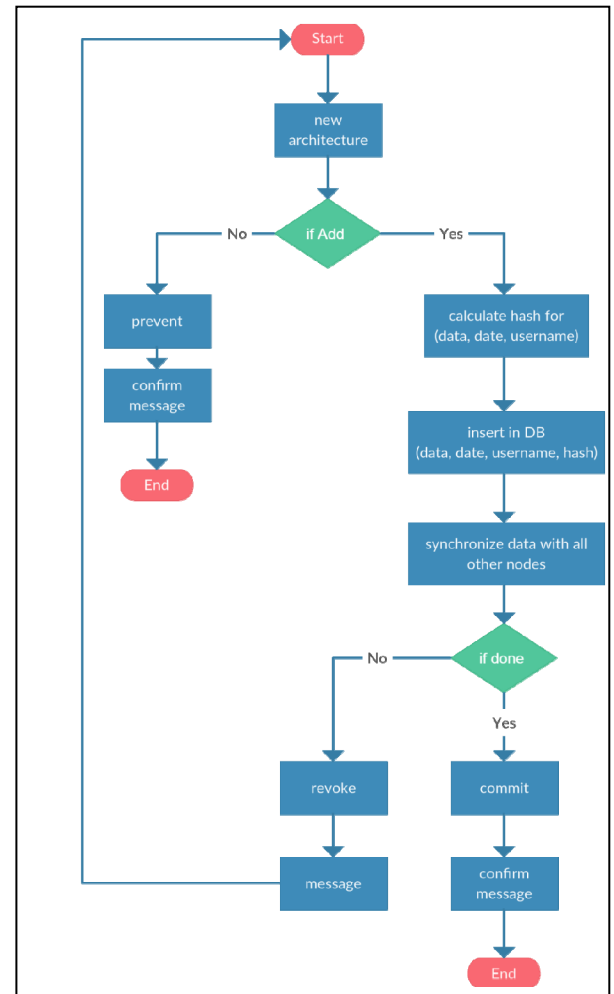 Start
new
architecture
if Add
No
Yes
prevent
calculate hash for
(data, date, username)
confirm
message
insert in DB
(data, date, username, hash)
End
synchronize data with all
other nodes
if done
No
Yes
revoke
commit
message
confirm
message
End